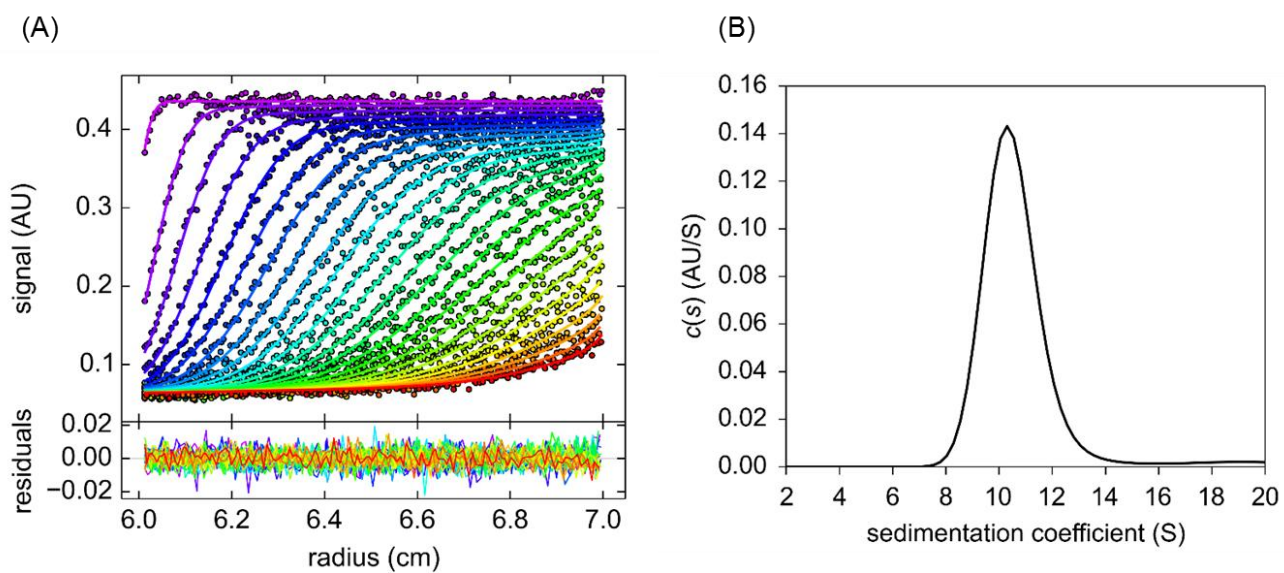 (A)
(B)
signal (AU)
0.4
0.3
0.2
0.1
residuals
0.02
0.00
−0.02
6.0 6.2 6.4 6.6 6.8 7.0
radius (cm)
c(s) (AU/S)
0.16
0.14
0.12
0.10
0.08
0.06
0.04
0.02
0.00
2 4 6 8 10 12 14 16 18 20
sedimentation coefficient (S)